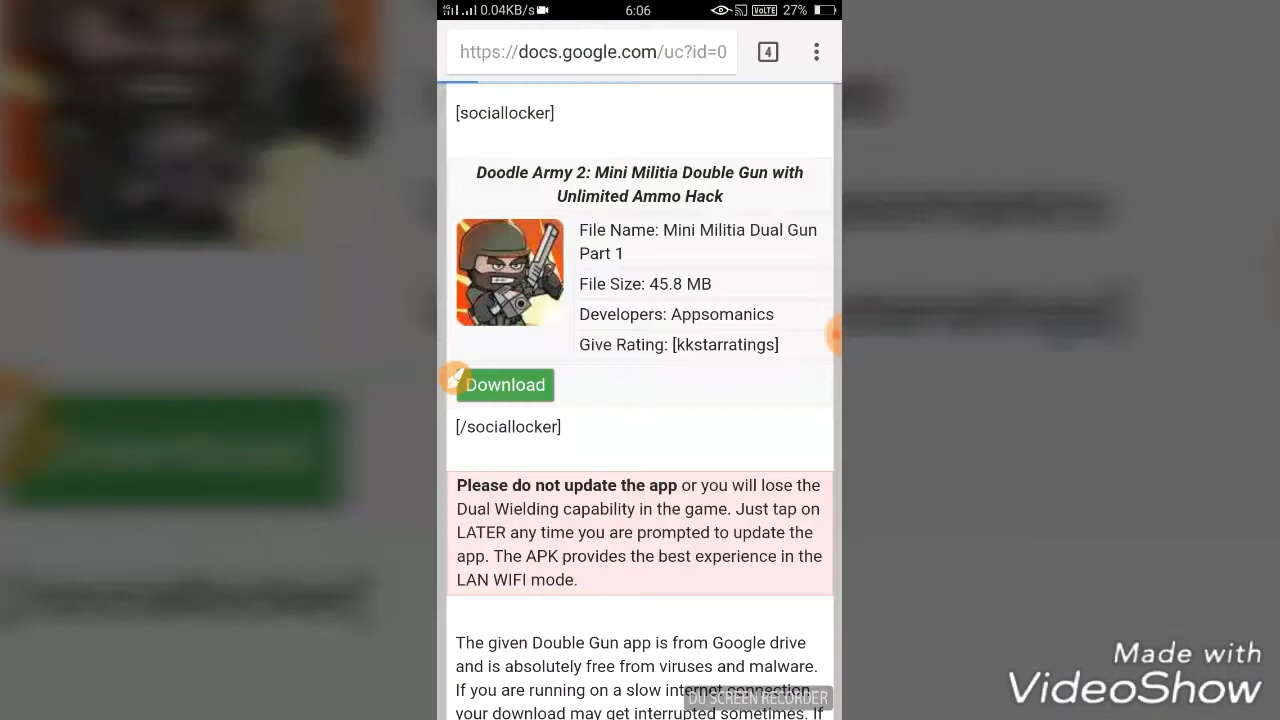 0.04KB/s 6:06 VoLTE 27%
https://docs.google.com/uc?id=0 4
[sociallocker]
Doodle Army 2: Mini Militia Double Gun with
Unlimited Ammo Hack
File Name: Mini Militia Dual Gun
Part 1
File Size: 45.8 MB
Developers: Appsomanics
Give Rating: [kkstarratings]
Download
[/sociallocker]
Please do not update the app or you will lose the
Dual Wielding capability in the game. Just tap on
LATER any time you are prompted to update the
app. The APK provides the best experience in the
LAN WIFI mode.
The given Double Gun app is from Google drive
and is absolutely free from viruses and malware.
If you are running on a slow internet connection
your download may get interrupted sometimes. If
DU SCREEN RECORDER
Made with
VideoShow